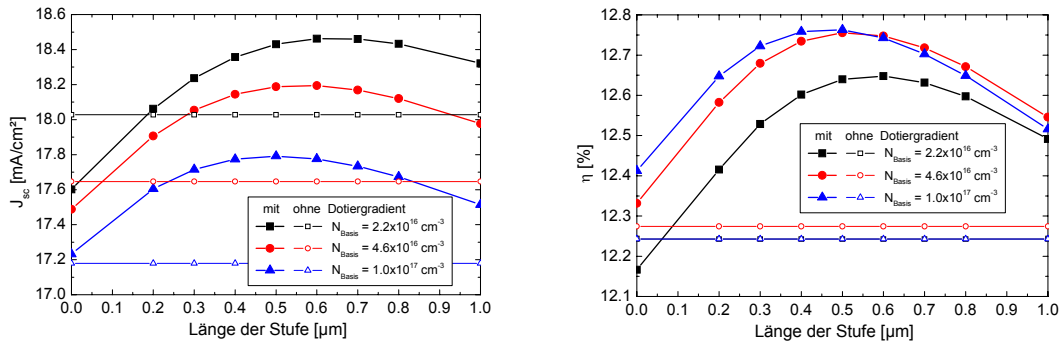 18.6
18.4
18.2
18.0
17.8
17.6
17.4
17.2
17.0
J_sc [mA/cm²]
mit ohne Dotiergradient
N_Basis = 2.2x10^16 cm^-3
N_Basis = 4.6x10^16 cm^-3
N_Basis = 1.0x10^17 cm^-3
0.0 0.1 0.2 0.3 0.4 0.5 0.6 0.7 0.8 0.9 1.0
Länge der Stufe [µm]
12.8
12.7
12.6
12.5
12.4
12.3
12.2
12.1
η [%]
mit ohne Dotiergradient
N_Basis = 2.2x10^16 cm^-3
N_Basis = 4.6x10^16 cm^-3
N_Basis = 1.0x10^17 cm^-3
0.0 0.1 0.2 0.3 0.4 0.5 0.6 0.7 0.8 0.9 1.0
Länge der Stufe [µm]